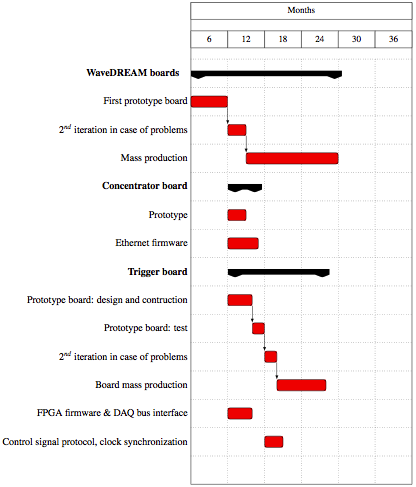 Months
6 12 18 24 30 36
WaveDREAM boards
First prototype board
2nd iteration in case of problems
Mass production
Concentrator board
Prototype
Ethernet firmware
Trigger board
Prototype board: design and contruction
Prototype board: test
2nd iteration in case of problems
Board mass production
FPGA firmware & DAQ bus interface
Control signal protocol, clock synchronization